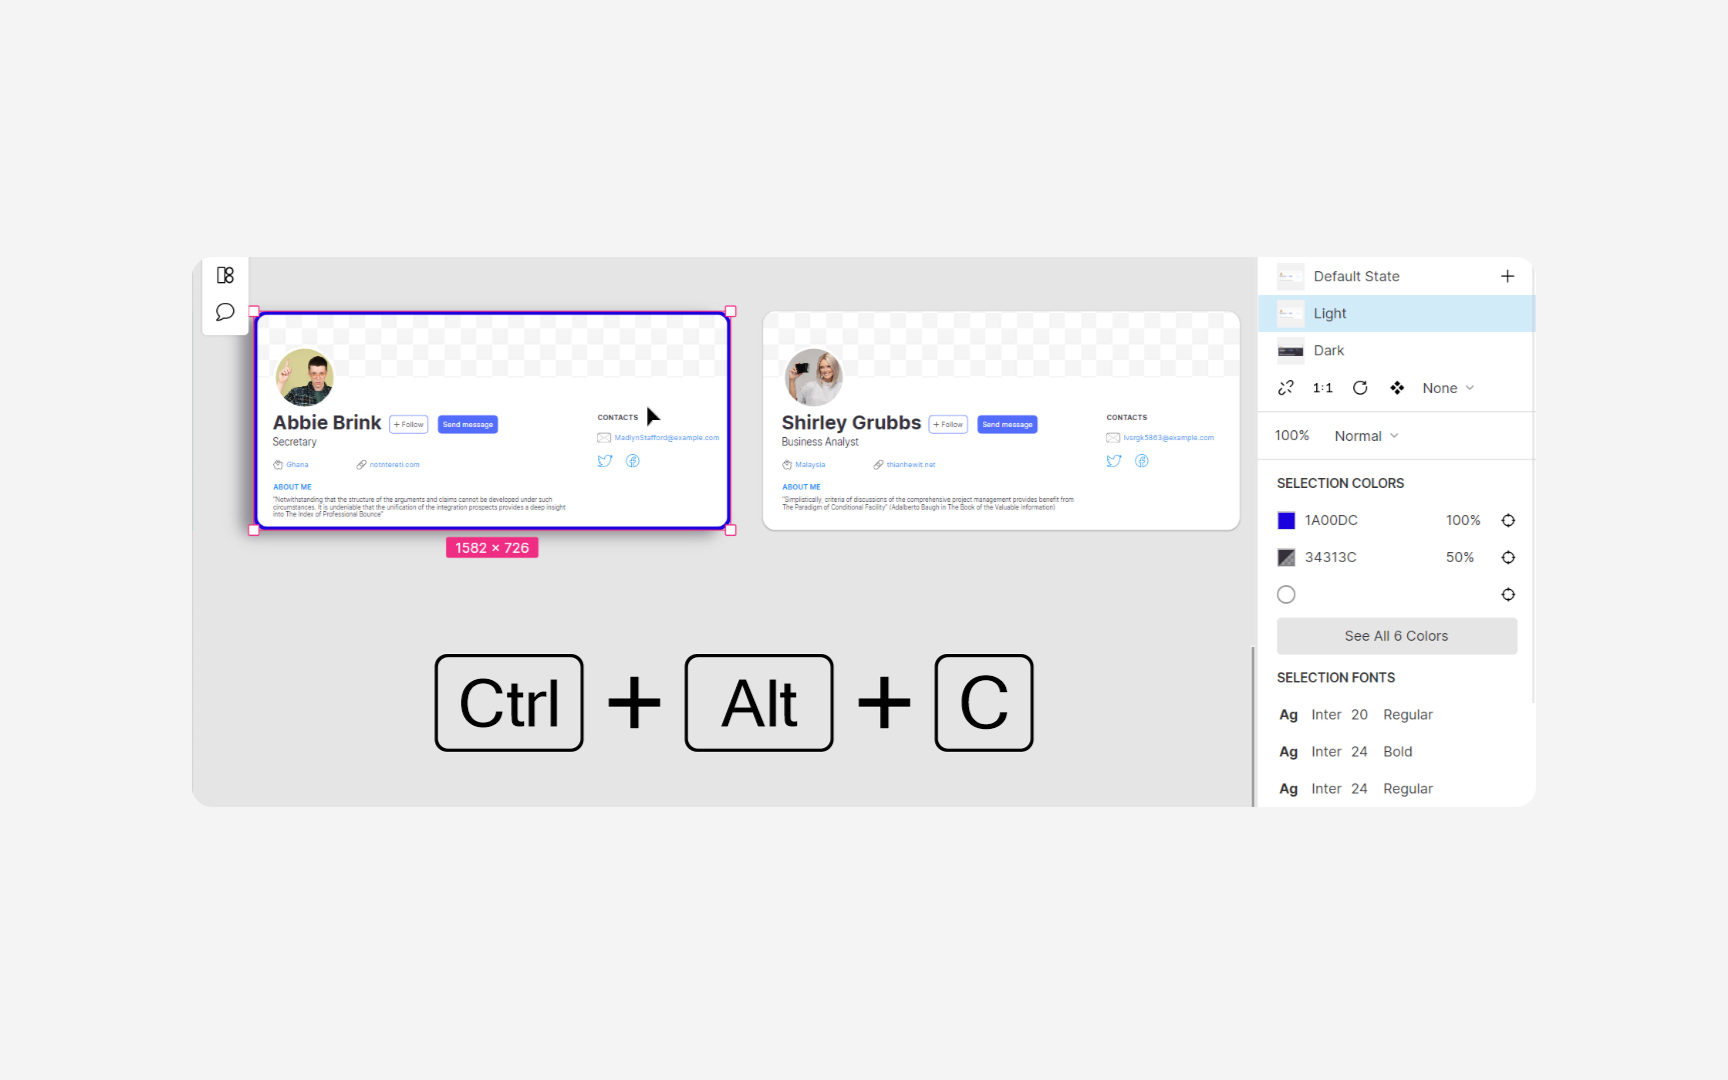 Abbie Brink
+ Follow
Send message
Secretary
Ghana
notntereti.com
CONTACTS
MadlynStafford@example.com
ABOUT ME
"Notwithstanding that the structure of the arguments and claims cannot be developed under such
circumstances. It is undeniable that the unification of the integration prospects provides a deep insight
into The Index of Professional Bounce"
1582 × 726
Shirley Grubbs
+ Follow
Send message
Business Analyst
Malaysia
thianhewit.net
CONTACTS
lvsrgk5863@example.com
ABOUT ME
"Simplistically, criteria of discussions of the comprehensive project management provides benefit from
The Paradigm of Conditional Facility" (Adalberto Baugh in The Book of the Valuable Information)
Ctrl + Alt + C
Default State
Light
Dark
1:1
None
100% Normal
SELECTION COLORS
1A00DC 100%
34313C 50%
See All 6 Colors
SELECTION FONTS
Ag Inter 20 Regular
Ag Inter 24 Bold
Ag Inter 24 Regular